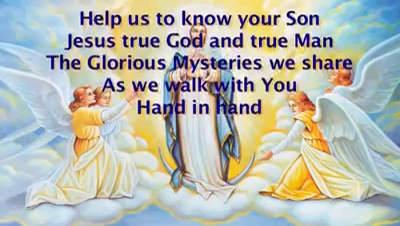 Help us to know your Son
Jesus true God and true Man
The Glorious Mysteries we share
As we walk with You
Hand in hand